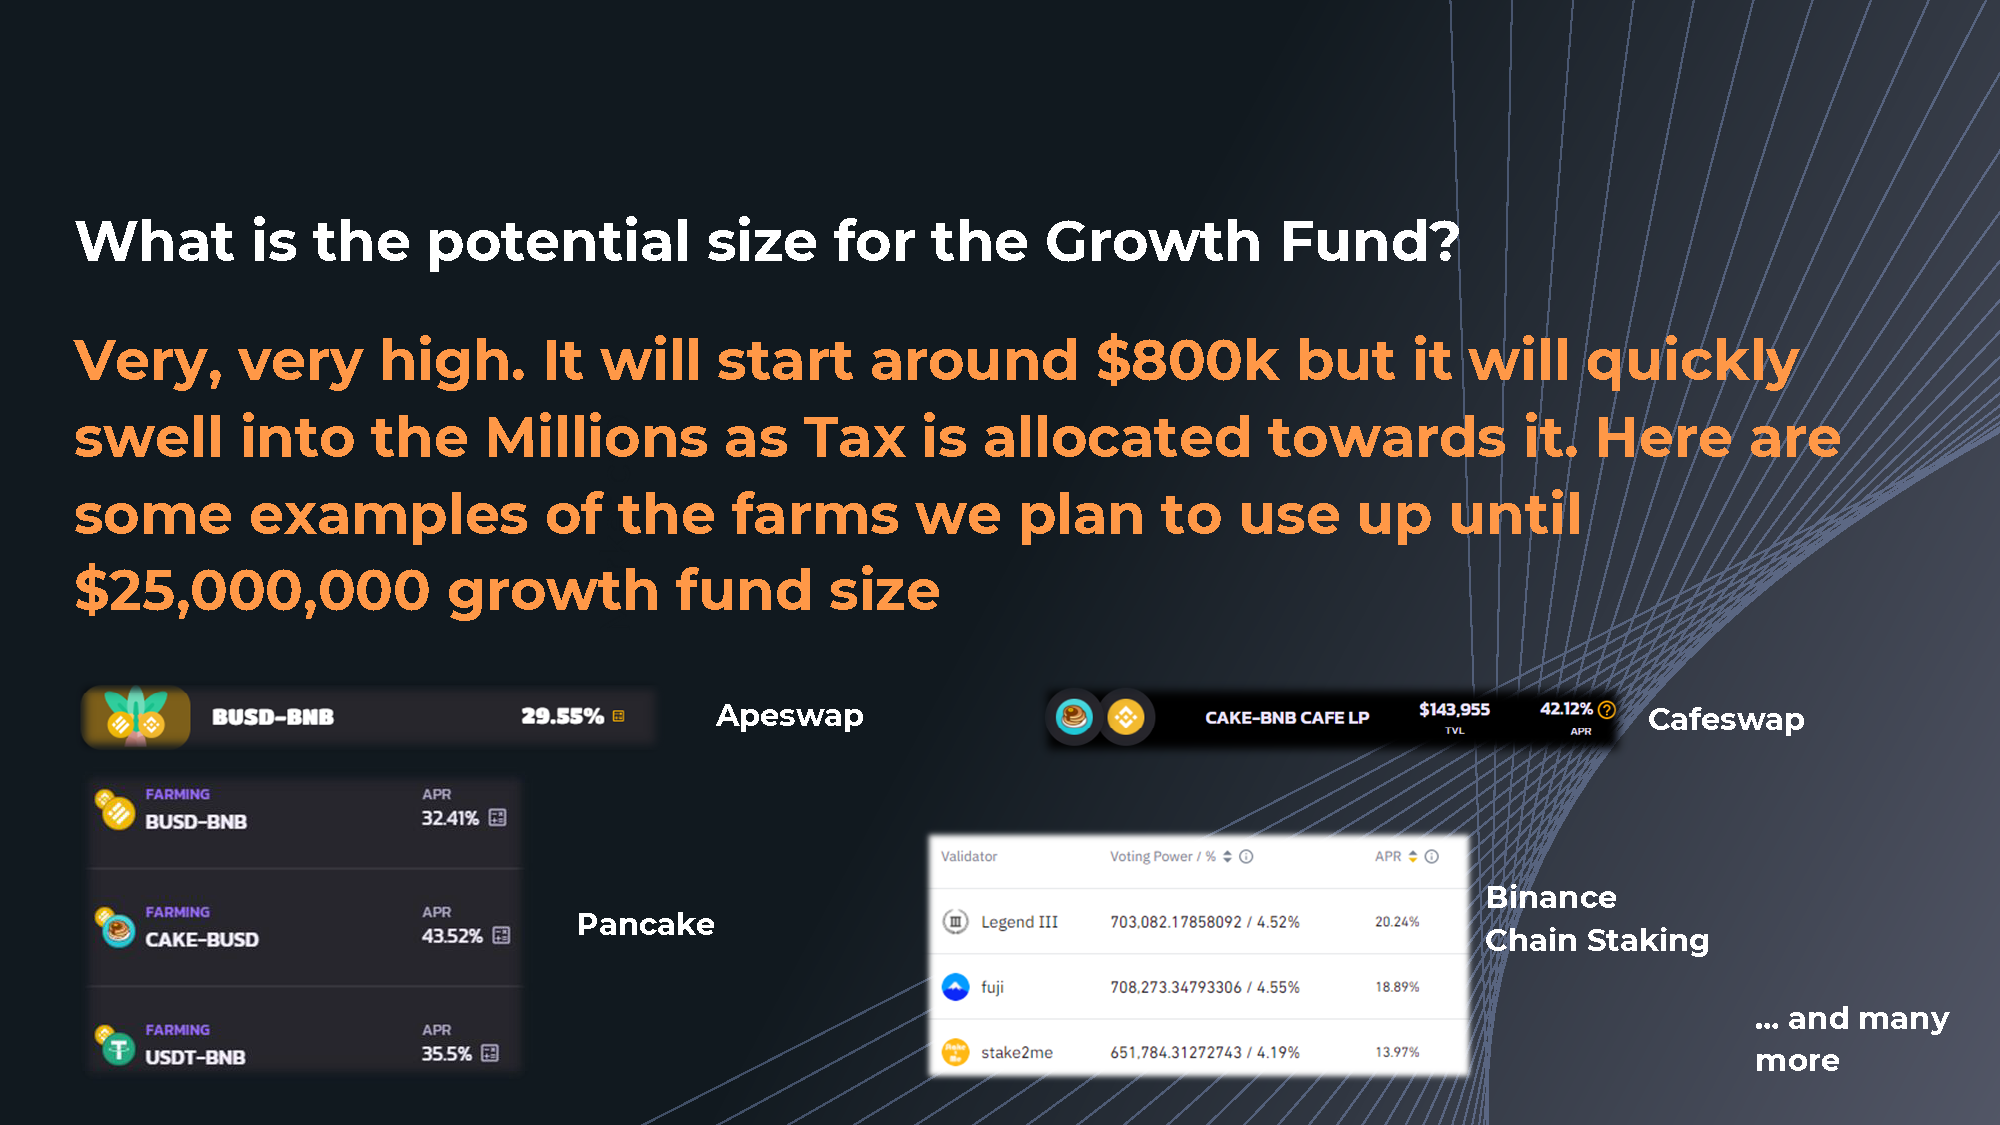 What is the potential size for the Growth Fund?
Very, very high. It will start around $800k but it will quickly
swell into the Millions as Tax is allocated towards it. Here are
some examples of the farms we plan to use up until
$25,000,000 growth fund size
BUSD-BNB 29.55%
Apeswap
CAKE-BNB CAFE LP $143,955 42.12%
TVL APR
Cafeswap
FARMING APR
BUSD-BNB 32.41%
FARMING APR
CAKE-BUSD 43.52%
FARMING APR
USDT-BNB 35.5%
Pancake
Validator Voting Power / % APR
Legend III 703,082.17858092 / 4.52% 20.24%
fuji 708,273.34793306 / 4.55% 18.89%
stake2me 651,784.31272743 / 4.19% 13.97%
Binance
Chain Staking
... and many
more